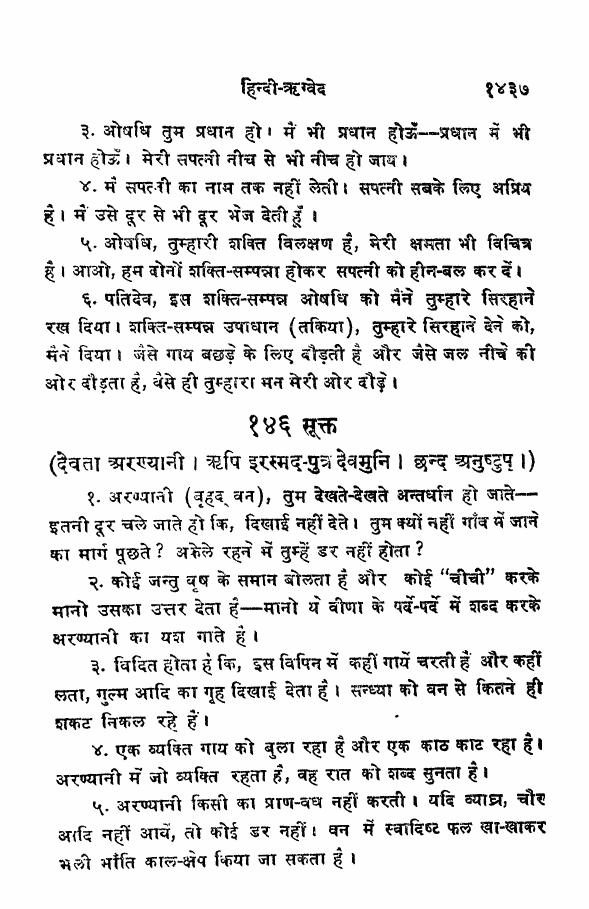 हिन्दी-ऋग्वेद १४३७
३. ओषधि तुम प्रधान हो। मैं भी प्रधान होऊँ--प्रधान में भी
प्रधान होऊँ। मेरी सपत्नी नीच से भी नीच हो जाय।
४. मैं सपत्नी का नाम तक नहीं लेती। सपत्नी सबके लिए अप्रिय
है। मैं उसे दूर से भी दूर भेज देती हूँ।
५. ओषधि, तुम्हारी शक्ति विलक्षण है, मेरी क्षमता भी विचित्र
है। आओ, हम दोनों शक्ति-सम्पन्ना होकर सपत्नी को हीन-बल कर दें।
६. पतिदेव, इस शक्ति-सम्पन्न ओषधि को मैंने तुम्हारे सिरहाने
रख दिया। शक्ति-सम्पन्न उपाधान (तकिया), तुम्हारे सिरहाने देने को,
मैंने दिया। जैसे गाय बछड़े के लिए दौड़ती है और जैसे जल नीचे की
ओर दौड़ता है, वैसे ही तुम्हारा मन मेरी ओर दौड़े।
१४६ सूक्त
(देवता अरण्यानी। ऋषि इरस्मद-पुत्र देवमुनि। छन्द अनुष्टुप्।)
१. अरण्यानी (वृहद् वन), तुम देखते-देखते अन्तर्धान हो जाते--
इतनी दूर चले जाते हो कि, दिखाई नहीं देते। तुम क्यों नहीं गाँव में जाने
का मार्ग पूछते? अकेले रहने में तुम्हें डर नहीं होता?
२. कोई जन्तु वृष के समान बोलता है और कोई "चीची" करके
मानो उसका उत्तर देता है--मानो ये वीणा के पर्दे-पर्दे में शब्द करके
अरण्यानी का यश गाते हैं।
३. विदित होता है कि, इस विपिन में कहीं गायें चरती हैं और कहीं
लता, गुल्म आदि का गृह दिखाई देता है। सन्ध्या को वन से कितने ही
शकट निकल रहे हैं।
४. एक व्यक्ति गाय को बुला रहा है और एक काठ काट रहा है।
अरण्यानी में जो व्यक्ति रहता है, वह रात को शब्द सुनता है।
५. अरण्यानी किसी का प्राण-वध नहीं करती। यदि व्याघ्र, चौर
आदि नहीं आवें, तो कोई डर नहीं। वन में स्वादिष्ट फल खा-खाकर
भली भाँति काल-क्षेप किया जा सकता है।